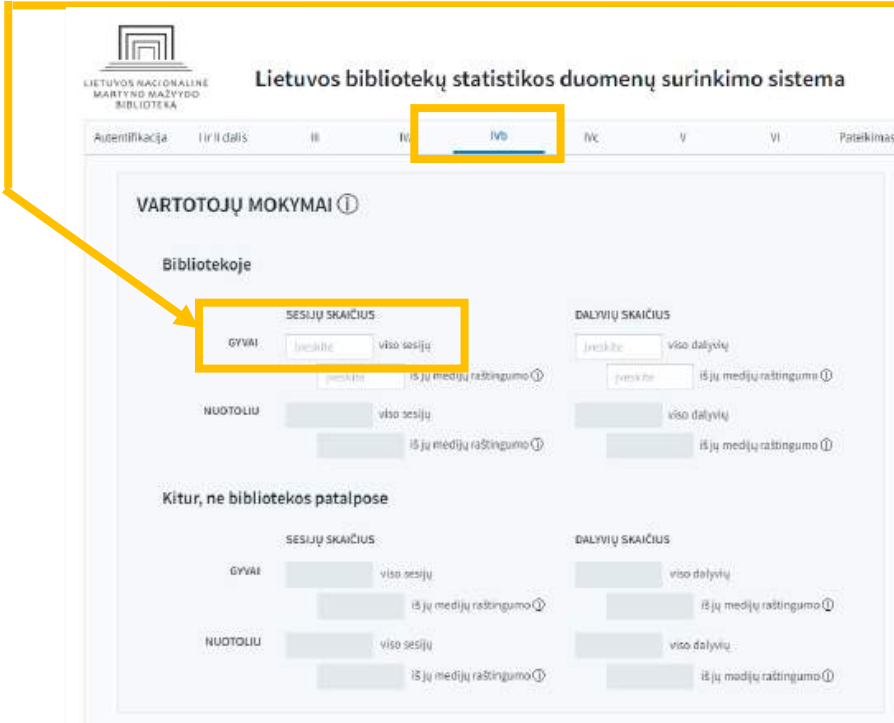 LIETUVOS NACIONALINĖ
MARTYNO MAŽVYDO
BIBLIOTEKA
Lietuvos bibliotekų statistikos duomenų surinkimo sistema
Autentifikacija I ir II dalis III IVb IVc V VI Pateikimas
VARTOTOJŲ MOKYMAI ⓘ
Bibliotekoje
SESIJŲ SKAIČIUS DALYVIŲ SKAIČIUS
GYVAI Įveskite viso sesijų Įveskite viso dalyvių
Įveskite iš jų medijų raštingumo ⓘ Įveskite iš jų medijų raštingumo ⓘ
NUOTOLIU viso sesijų viso dalyvių
iš jų medijų raštingumo ⓘ iš jų medijų raštingumo ⓘ
Kitur, ne bibliotekos patalpose
SESIJŲ SKAIČIUS DALYVIŲ SKAIČIUS
GYVAI viso sesijų viso dalyvių
iš jų medijų raštingumo ⓘ iš jų medijų raštingumo ⓘ
NUOTOLIU viso sesijų viso dalyvių
iš jų medijų raštingumo ⓘ iš jų medijų raštingumo ⓘ